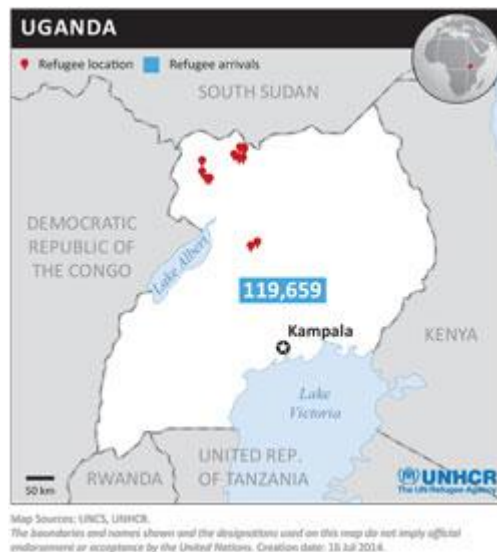 UGANDA
Refugee location
Refugee arrivals
SOUTH SUDAN
DEMOCRATIC
REPUBLIC OF
THE CONGO
Lake Albert
119,659
Kampala
KENYA
Lake
Victoria
UNITED REP.
OF TANZANIA
RWANDA
50 km
UNHCR
The UN Refugee Agency
Map Sources: UNCS, UNHCR.
The boundaries and names shown and the designations used on this map do not imply official
endorsement or acceptance by the United Nations. Creation date: 18 Jul 2014.